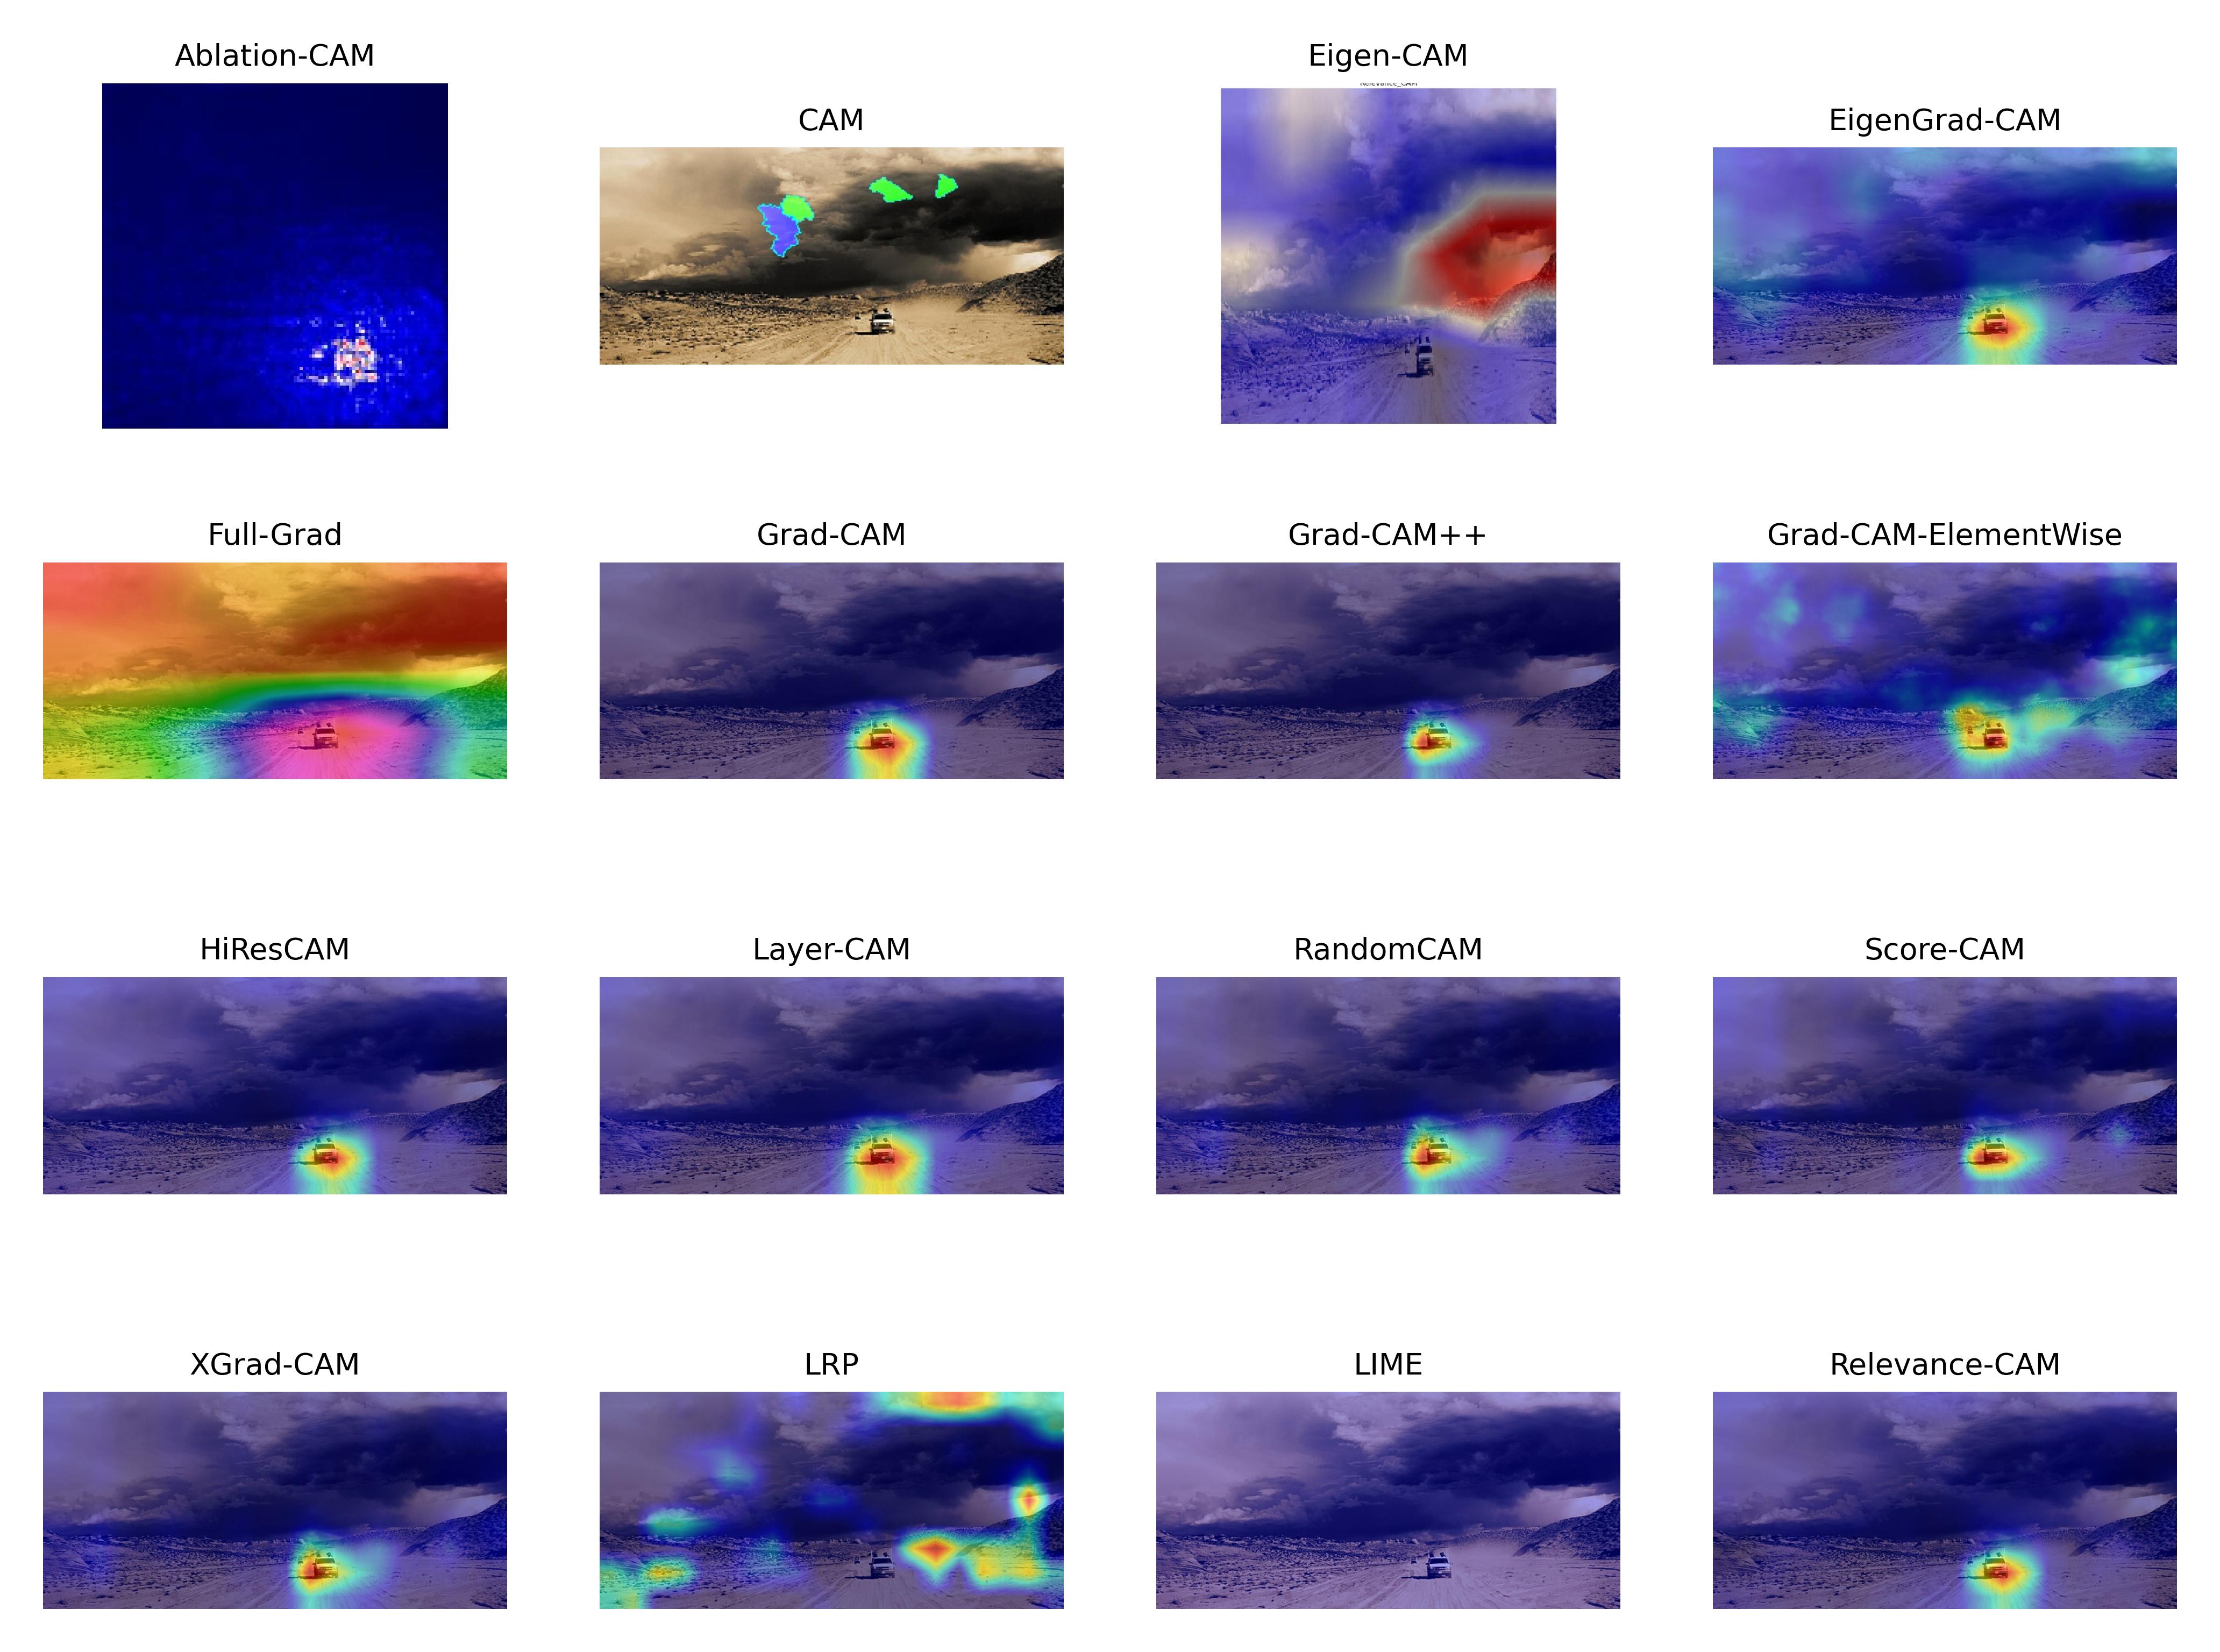 Ablation-CAM
CAM
Eigen-CAM
Relevance_CAM
EigenGrad-CAM
Full-Grad
Grad-CAM
Grad-CAM++
Grad-CAM-ElementWise
HiResCAM
Layer-CAM
RandomCAM
Score-CAM
XGrad-CAM
LRP
LIME
Relevance-CAM